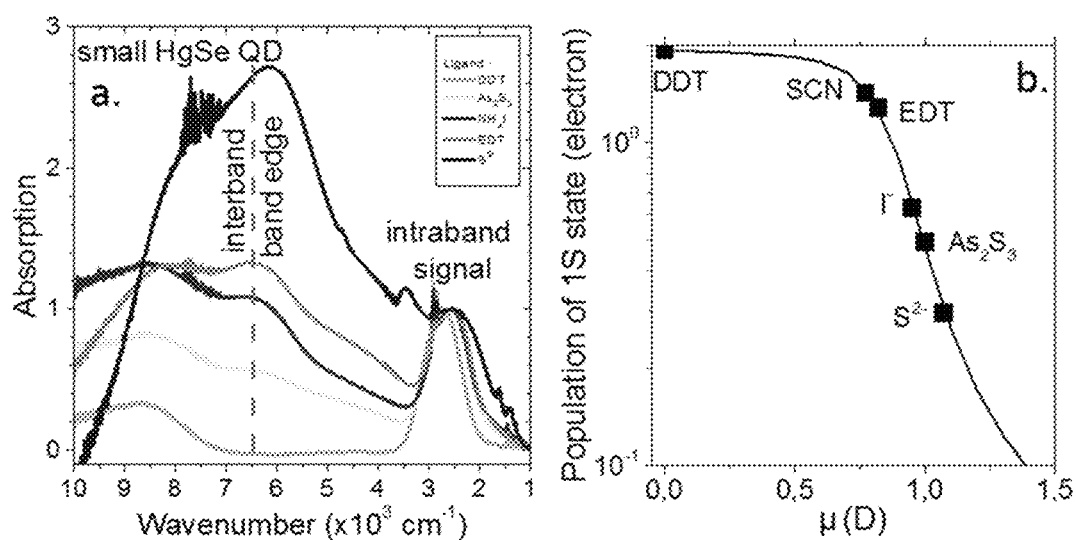 small HgSe QD
a.
Ligand
DDT
As₂S₃
NH₄I
EDT
S²⁻
interband
band edge
intraband
signal
Absorption
3
2
1
0
10 9 8 7 6 5 4 3 2 1
Wavenumber (x10³ cm⁻¹)
b.
DDT
SCN
EDT
I⁻
As₂S₃
S²⁻
Population of 1S state (electron)
10⁰
10⁻¹
0,0 0,5 1,0 1,5
μ (D)